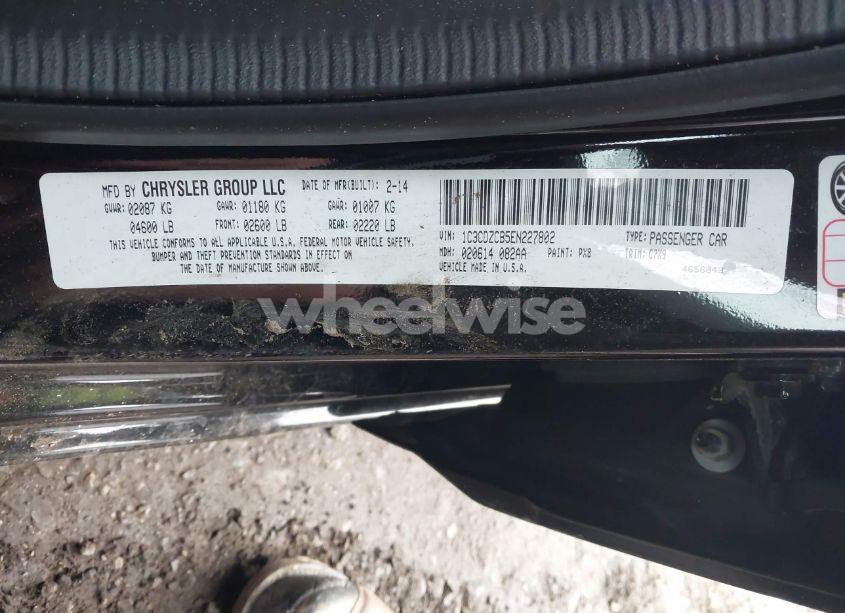 MFD BY CHRYSLER GROUP LLC DATE OF MFR(BUILT): 2-14
GVWR: 02087 KG GAWR: 01180 KG GAWR: 01007 KG
04600 LB FRONT: 02600 LB REAR: 02220 LB
THIS VEHICLE CONFORMS TO ALL APPLICABLE U.S.A. FEDERAL MOTOR VEHICLE SAFETY,
BUMPER AND THEFT PREVENTION STANDARDS IN EFFECT ON
THE DATE OF MANUFACTURE SHOWN ABOVE.
VIN: 1C3CDZCB5EN227802 TYPE: PASSENGER CAR
MDH: 020614 082AA PAINT: PX8 TRIM:
VEHICLE MADE IN U.S.A. 4658843
wheelwise